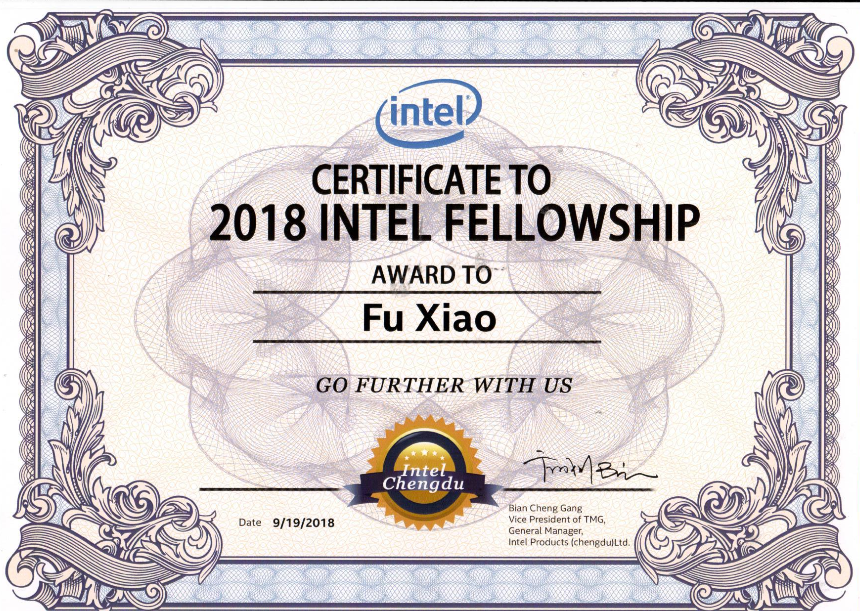 intel®
CERTIFICATE TO
2018 INTEL FELLOWSHIP
AWARD TO
Fu Xiao
GO FURTHER WITH US
Intel
Chengdu
Date 9/19/2018
Bian Cheng Gang
Vice President of TMG,
General Manager,
Intel Products (chengdu)Ltd.